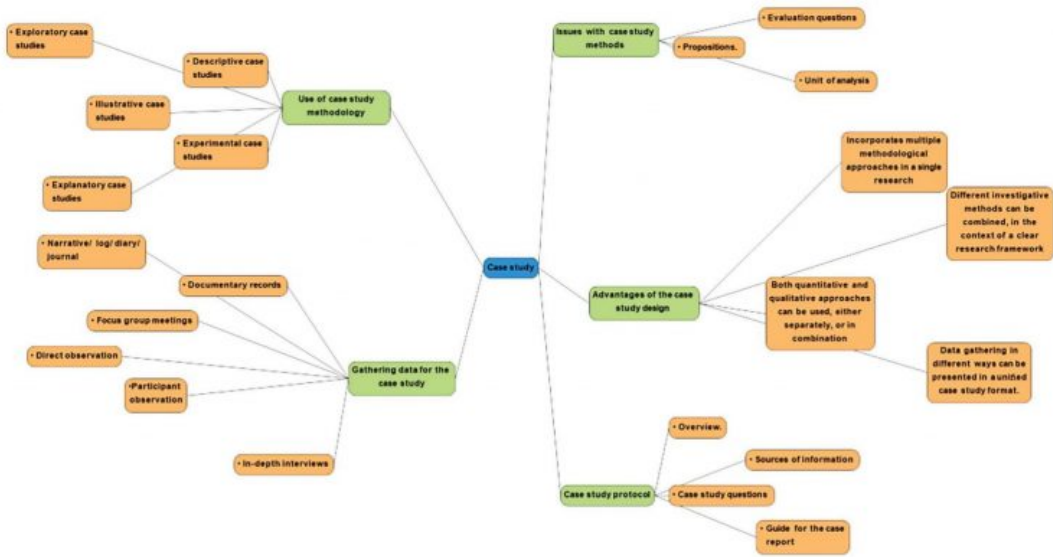 • Exploratory case
studies
• Descriptive case
studies
• Illustrative case
studies
• Experimental case
studies
• Explanatory case
studies
Use of case study
methodology
• Narrative/ log/ diary/
journal
• Documentary records
• Focus group meetings
• Direct observation
•Participant
observation
• In-depth interviews
Gathering data for the
case study
Case study
Issues with case study
methods
• Evaluation questions
• Propositions.
• Unit of analysis
Advantages of the case
study design
Incorporates multiple
methodological
approaches in a single
research
Different investigative
methods can be
combined, in the
context of a clear
research framework
Both quantitative and
qualitative approaches
can be used, either
separately, or in
combination
Data gathering in
different ways can be
presented in a unified
case study format.
Case study protocol
• Overview.
• Sources of information
• Case study questions
• Guide for the case
report